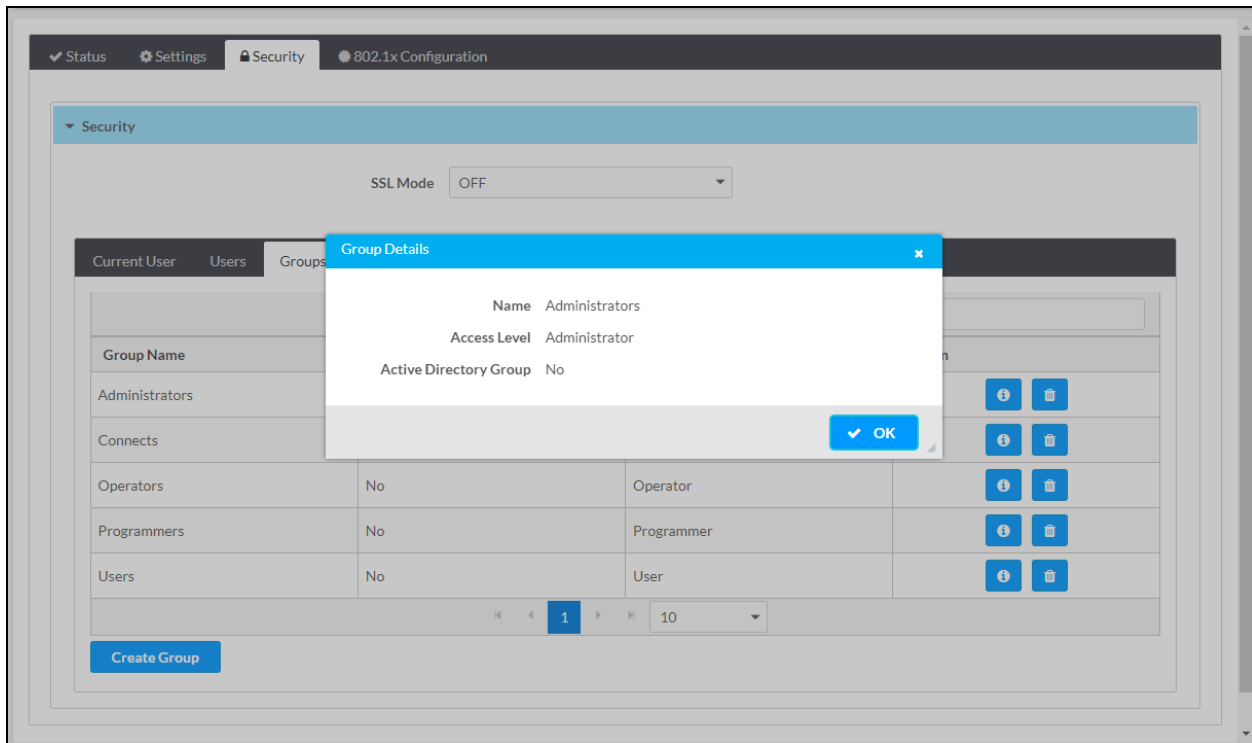 Status Settings Security 802.1x Configuration
Security
SSL Mode OFF
Current User Users Groups
Group Details
Name Administrators
Access Level Administrator
Active Directory Group No
OK
Group Name
Administrators
Connects
Operators No Operator
Programmers No Programmer
Users No User
1 10
Create Group